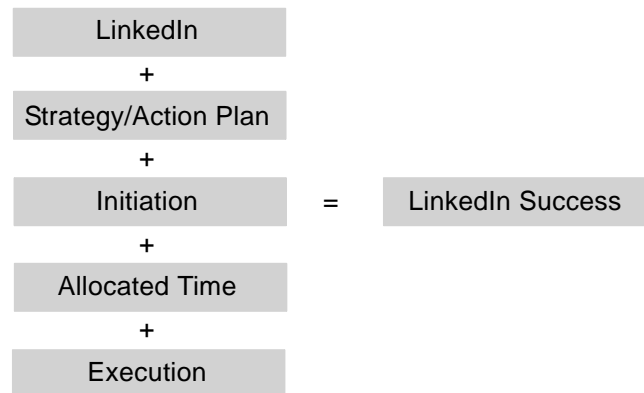 LinkedIn
+
Strategy/Action Plan
+
Initiation = LinkedIn Success
+
Allocated Time
+
Execution